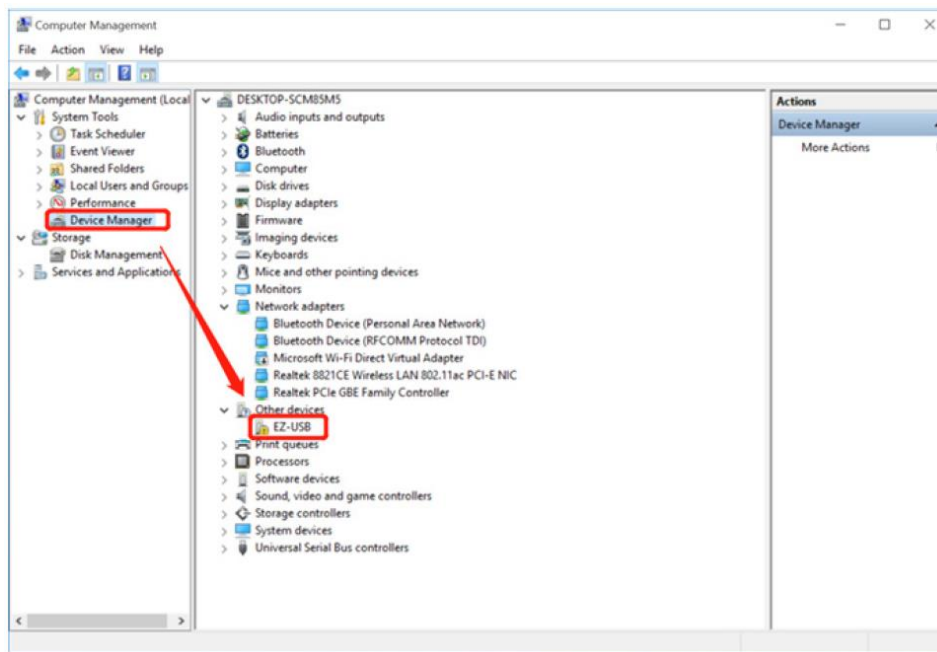 Computer Management
File Action View Help
Computer Management (Local
System Tools
Task Scheduler
Event Viewer
Shared Folders
Local Users and Groups
Performance
Device Manager
Storage
Disk Management
Services and Applications
DESKTOP-SCM85M5
Audio inputs and outputs
Batteries
Bluetooth
Computer
Disk drives
Display adapters
Firmware
Imaging devices
Keyboards
Mice and other pointing devices
Monitors
Network adapters
Bluetooth Device (Personal Area Network)
Bluetooth Device (RFCOMM Protocol TDI)
Microsoft Wi-Fi Direct Virtual Adapter
Realtek 8821CE Wireless LAN 802.11ac PCI-E NIC
Realtek PCIe GBE Family Controller
Other devices
EZ-USB
Print queues
Processors
Software devices
Sound, video and game controllers
Storage controllers
System devices
Universal Serial Bus controllers
Actions
Device Manager
More Actions